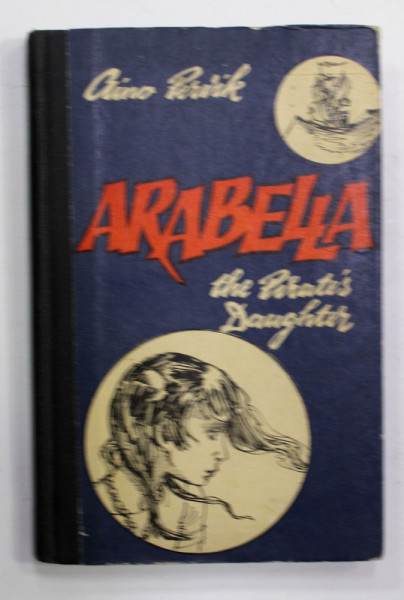 Aino Pervik
ARABELLA
the Pirate's
Daughter